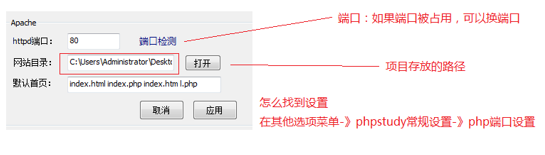 Apache
端口：如果端口被占用，可以换端口
httpd端口： 80 端口检测
网站目录： C:\Users\Administrator\Deskto 打开
项目存放的路径
默认首页： index.html index.php index.htm l.php
取消 应用
怎么找到设置
在其他选项菜单-》phpstudy常规设置-》php端口设置